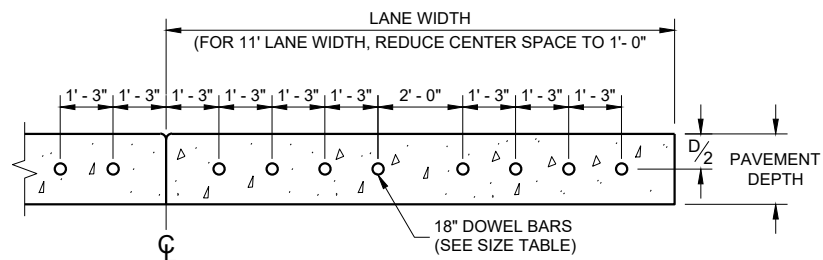 LANE WIDTH
(FOR 11' LANE WIDTH, REDUCE CENTER SPACE TO 1'- 0"
1' - 3" 1' - 3" 1' - 3" 1' - 3" 1' - 3" 1' - 3" 2' - 0" 1' - 3" 1' - 3" 1' - 3"
D/2
PAVEMENT
DEPTH
18" DOWEL BARS
(SEE SIZE TABLE)
℄